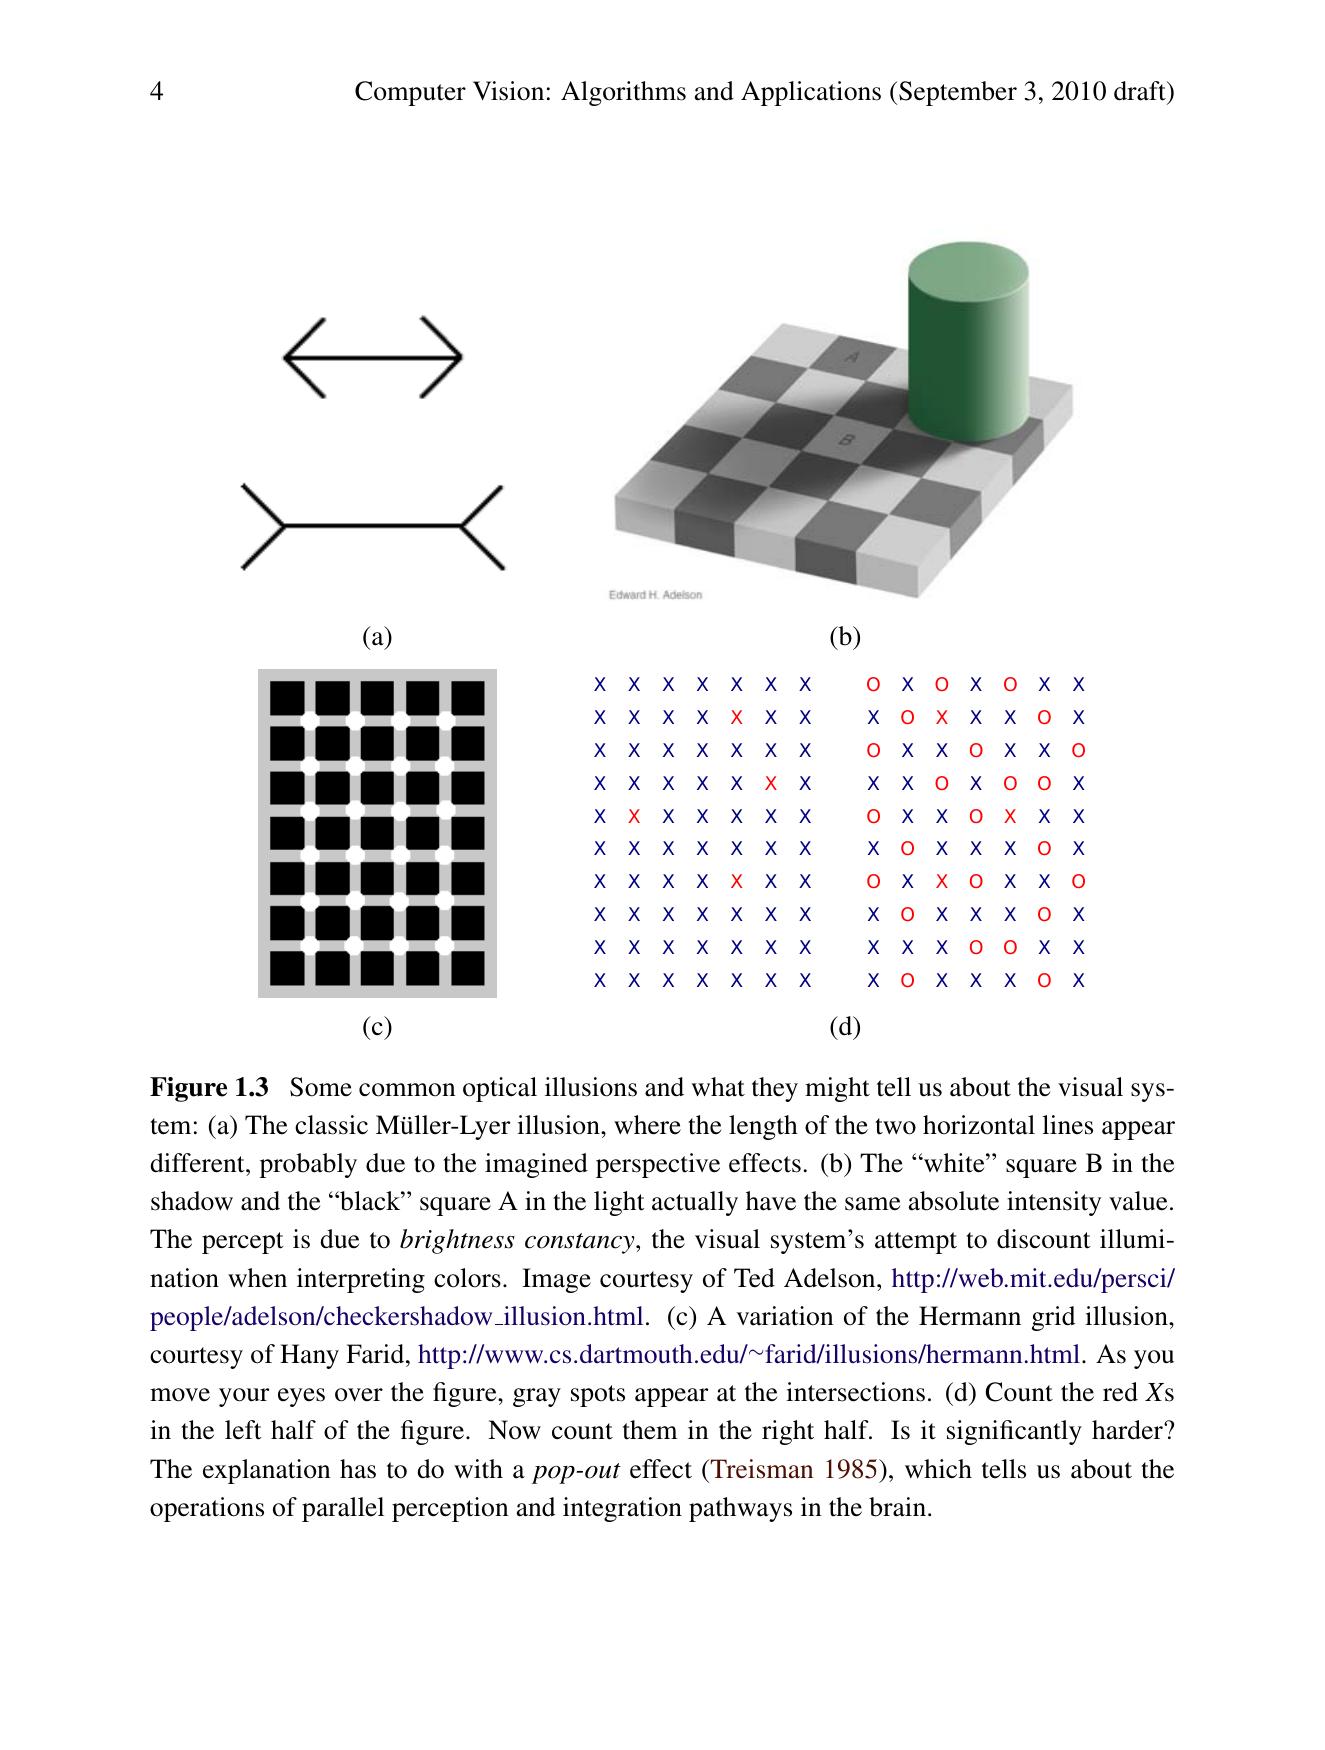 4 Computer Vision: Algorithms and Applications (September 3, 2010 draft)
A
B
Edward H. Adelson
(a) (b)
X X X X X X X O X O X O X X
X X X X X X X X O X X X O X
X X X X X X X O X X O X X O
X X X X X X X X X O X O O X
X X X X X X X O X X O X X X
X X X X X X X X O X X X O X
X X X X X X X O X X O X X O
X X X X X X X X O X X X O X
X X X X X X X X X X O O X X
X X X X X X X X O X X X O X
(c) (d)
Figure 1.3 Some common optical illusions and what they might tell us about the visual sys-
tem: (a) The classic Müller-Lyer illusion, where the length of the two horizontal lines appear
different, probably due to the imagined perspective effects. (b) The “white” square B in the
shadow and the “black” square A in the light actually have the same absolute intensity value.
The percept is due to brightness constancy, the visual system’s attempt to discount illumi-
nation when interpreting colors. Image courtesy of Ted Adelson, http://web.mit.edu/persci/
people/adelson/checkershadow_illusion.html. (c) A variation of the Hermann grid illusion,
courtesy of Hany Farid, http://www.cs.dartmouth.edu/~farid/illusions/hermann.html. As you
move your eyes over the figure, gray spots appear at the intersections. (d) Count the red Xs
in the left half of the figure. Now count them in the right half. Is it significantly harder?
The explanation has to do with a pop-out effect (Treisman 1985), which tells us about the
operations of parallel perception and integration pathways in the brain.